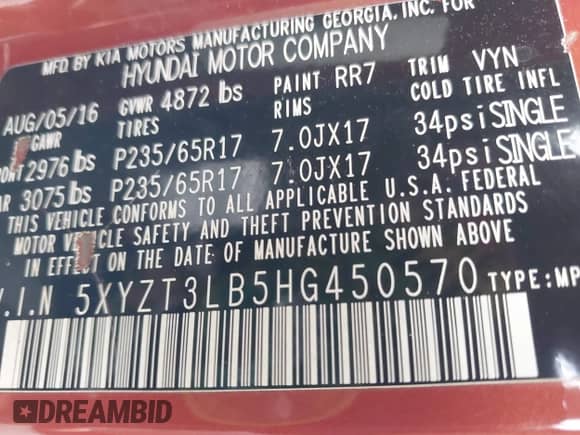 MFD BY KIA MOTORS MANUFACTURING GEORGIA, INC. FOR
HYUNDAI MOTOR COMPANY
AUG/05/16 GVWR 4872 lbs PAINT RR7 TRIM VYN
GAWR TIRES RIMS COLD TIRE INFL
2976 lbs P235/65R17 7.0JX17 34psi SINGLE
3075 lbs P235/65R17 7.0JX17 34psi SINGLE
THIS VEHICLE CONFORMS TO ALL APPLICABLE U.S.A. FEDERAL
MOTOR VEHICLE SAFETY AND THEFT PREVENTION STANDARDS
IN EFFECT ON THE DATE OF MANUFACTURE SHOWN ABOVE
V.I.N 5XYZT3LB5HG450570 TYPE:MP
DREAMBID